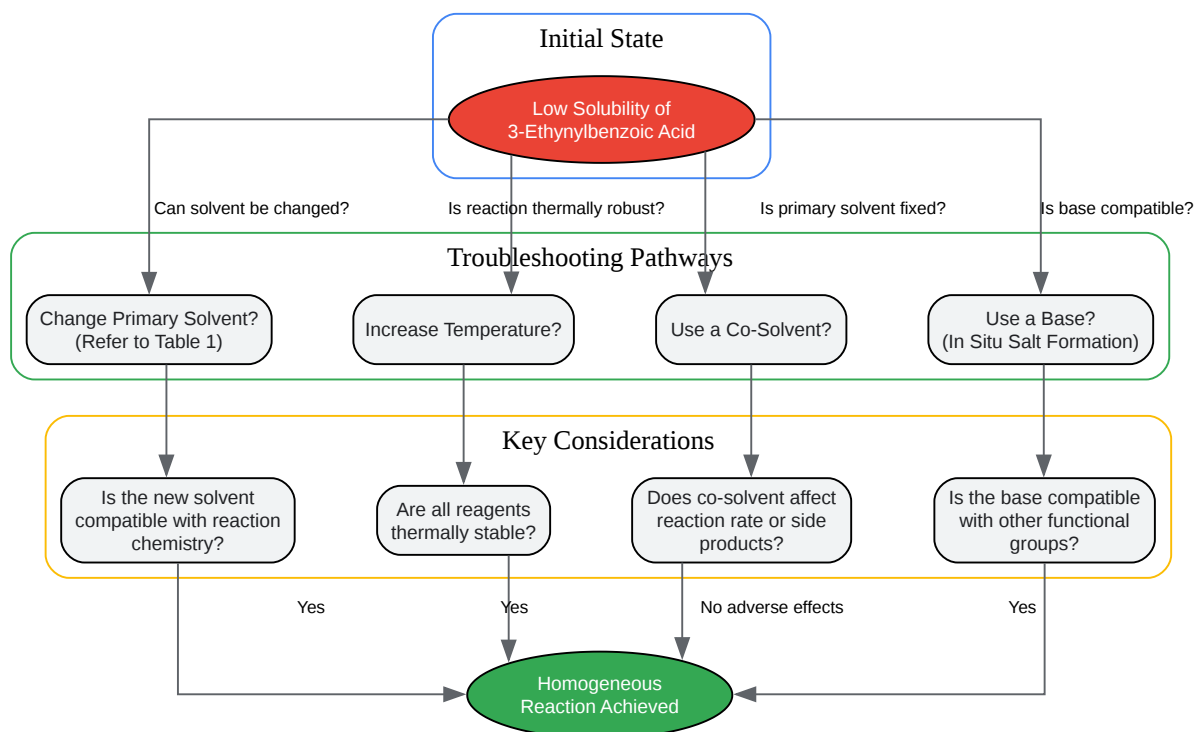 Initial State
Low Solubility of
3-Ethynylbenzoic Acid
Can solvent be changed?
Is reaction thermally robust?
Is primary solvent fixed?
Is base compatible?
Troubleshooting Pathways
Change Primary Solvent?
(Refer to Table 1)
Increase Temperature?
Use a Co-Solvent?
Use a Base?
(In Situ Salt Formation)
Key Considerations
Is the new solvent
compatible with reaction
chemistry?
Are all reagents
thermally stable?
Does co-solvent affect
reaction rate or side
products?
Is the base compatible
with other functional
groups?
Yes
Yes
No adverse effects
Yes
Homogeneous
Reaction Achieved